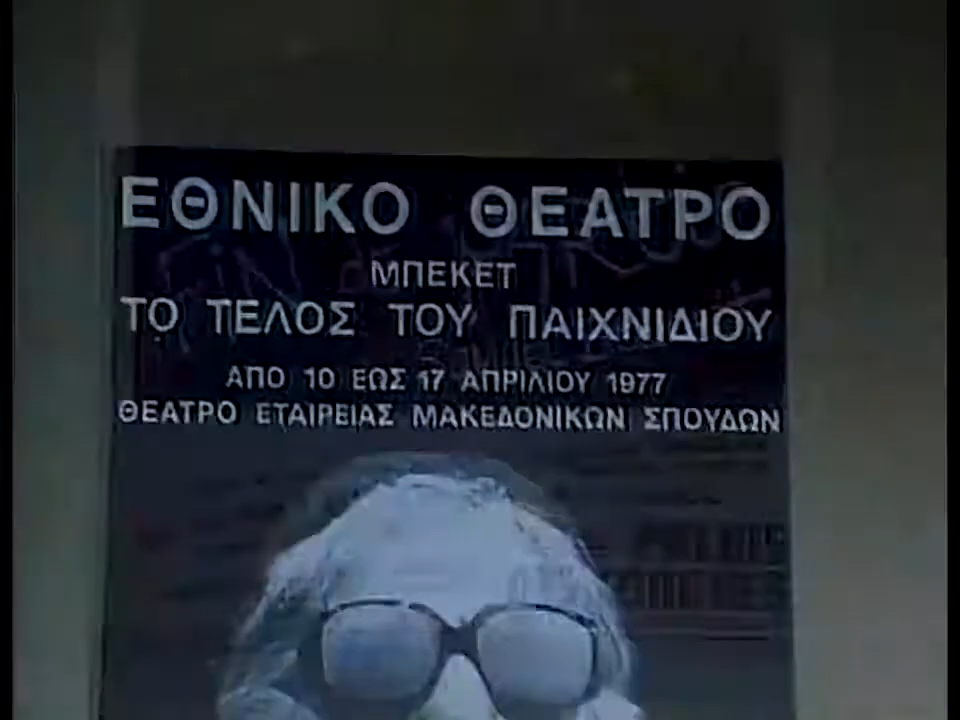 ΕΘΝΙΚΟ ΘΕΑΤΡΟ
ΜΠΕΚΕΤ
ΤΟ ΤΕΛΟΣ ΤΟΥ ΠΑΙΧΝΙΔΙΟΥ
ΑΠΟ 10 ΕΩΣ 17 ΑΠΡΙΛΙΟΥ 1977
ΘΕΑΤΡΟ ΕΤΑΙΡΕΙΑΣ ΜΑΚΕΔΟΝΙΚΩΝ ΣΠΟΥΔΩΝ